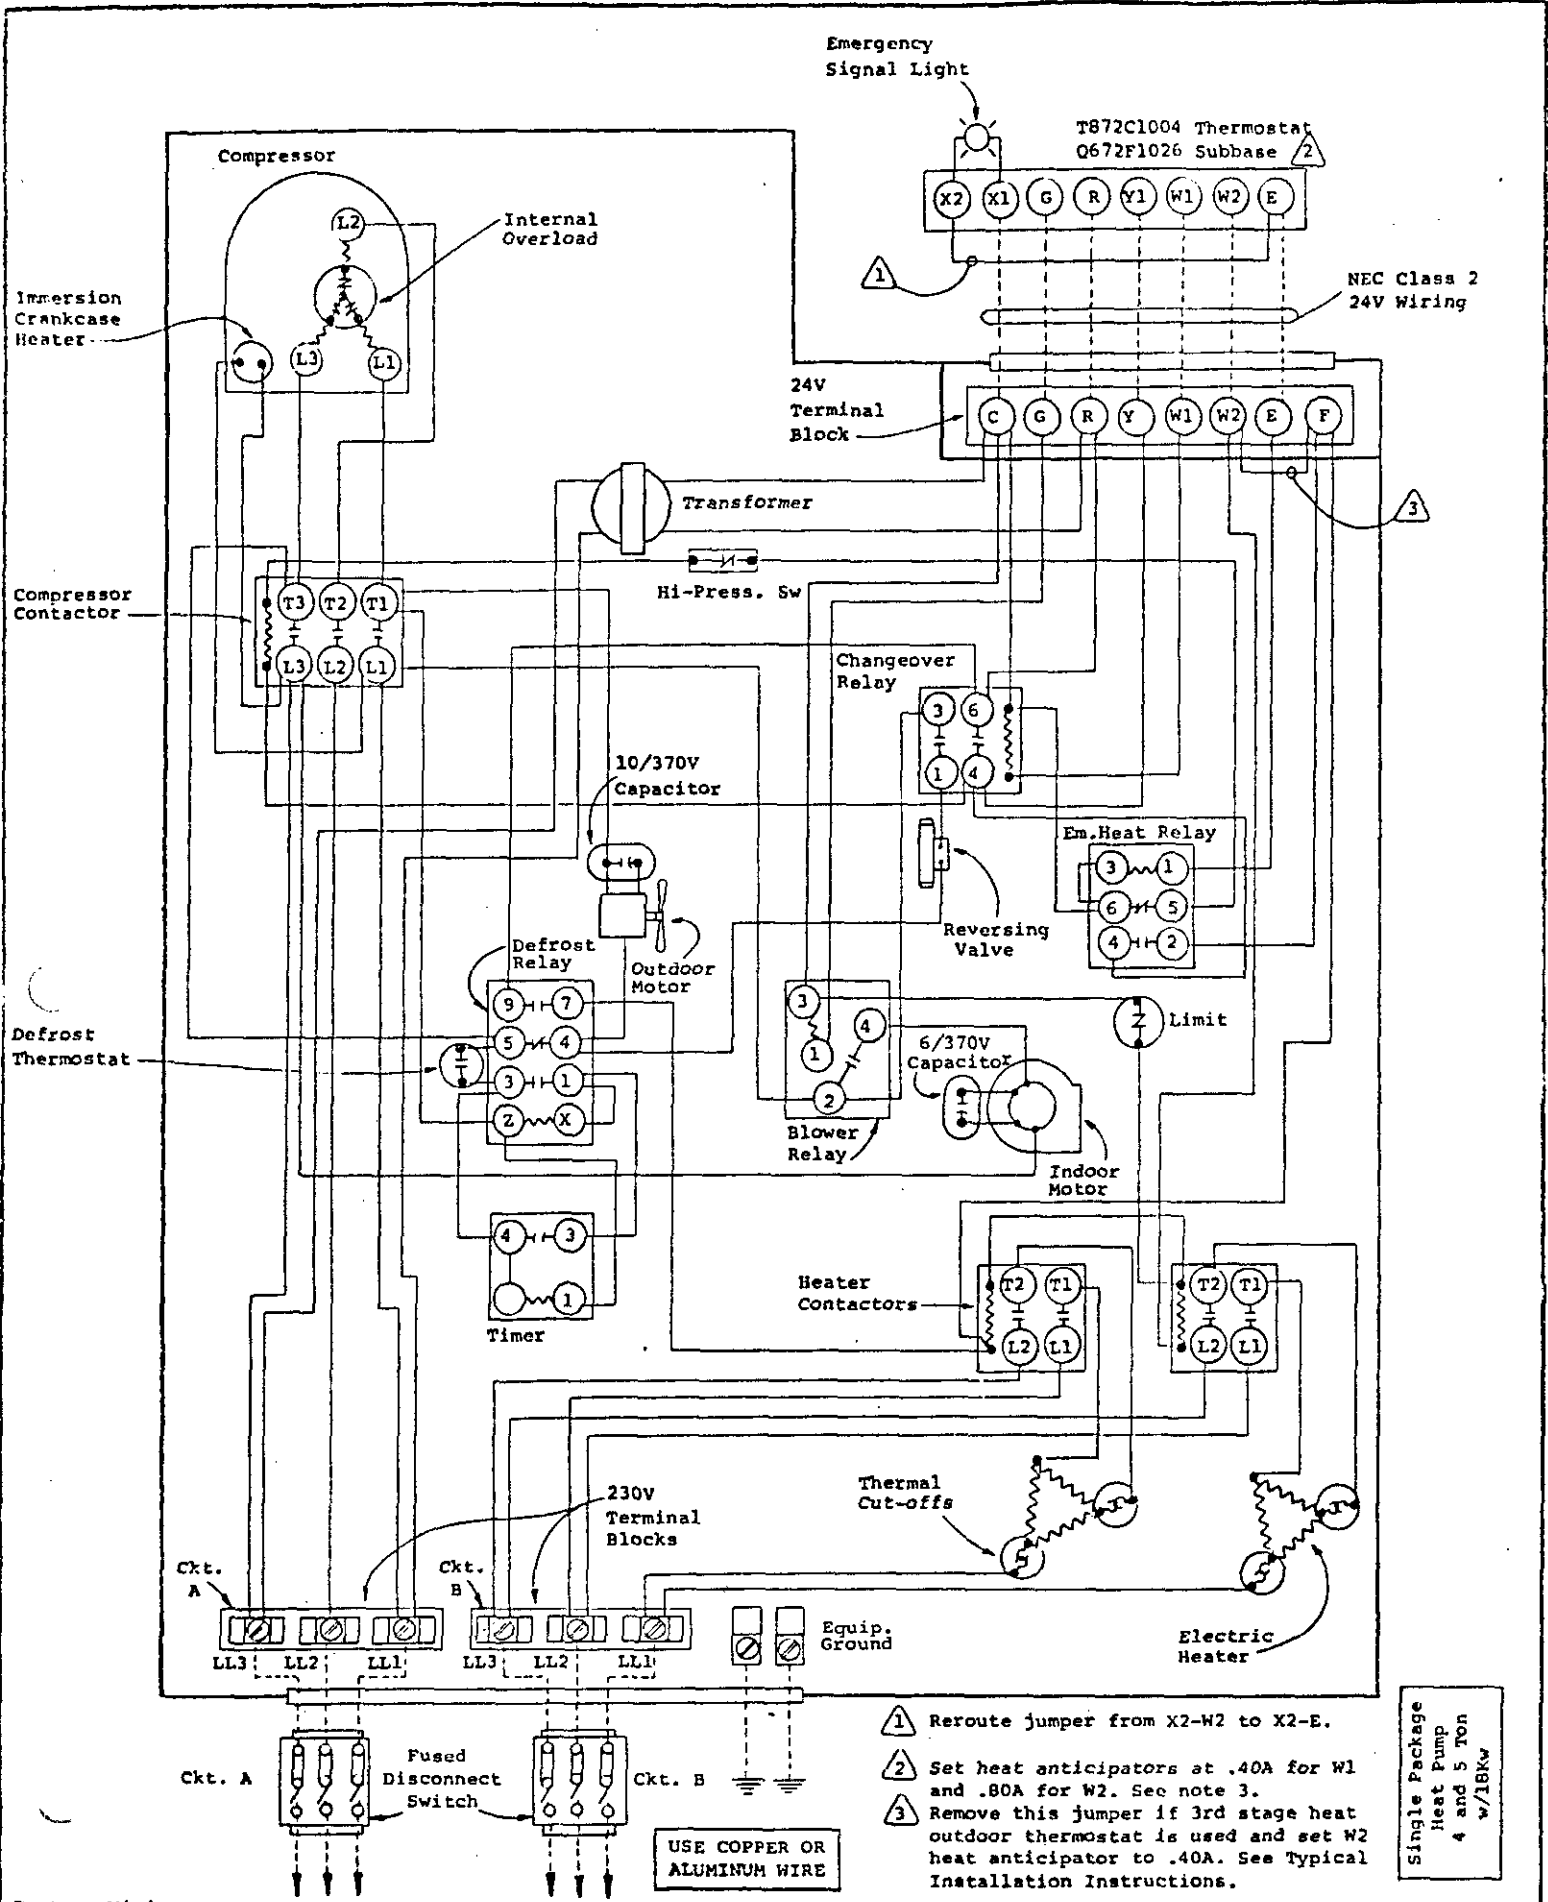 Emergency
Signal Light
T872C1004 Thermostat
Q672F1026 Subbase 2
X2 X1 G R Y1 W1 W2 E
1
NEC Class 2
24V Wiring
Compressor
L2
Internal
Overload
Immersion
Crankcase
Heater
L3 L1
24V
Terminal
Block
C G R Y W1 W2 E F
3
Transformer
Hi-Press. Sw
Compressor
Contactor
T3 T2 T1
L3 L2 L1
Changeover
Relay
3 6
1 4
10/370V
Capacitor
Em.Heat Relay
3 1
6 5
4 2
Reversing
Valve
Defrost
Relay
Outdoor
Motor
9 7
5 4
3 1
Z X
Defrost
Thermostat
3
4
1
2
Blower
Relay
6/370V
Capacitor
Limit
Indoor
Motor
4 3
1
Timer
Heater
Contactors
T2 T1
L2 L1
T2 T1
L2 L1
Thermal
Cut-offs
230V
Terminal
Blocks
Ckt.
A
Ckt.
B
LL3 LL2 LL1
LL3 LL2 LL1
Equip.
Ground
Electric
Heater
Ckt. A
Fused
Disconnect
Switch
Ckt. B
USE COPPER OR
ALUMINUM WIRE
1 Reroute jumper from X2-W2 to X2-E.
2 Set heat anticipators at .40A for W1
and .80A for W2. See note 3.
3 Remove this jumper if 3rd stage heat
outdoor thermostat is used and set W2
heat anticipator to .40A. See Typical
Installation Instructions.
Single Package
Heat Pump
4 and 5 Ton
w/18Kw